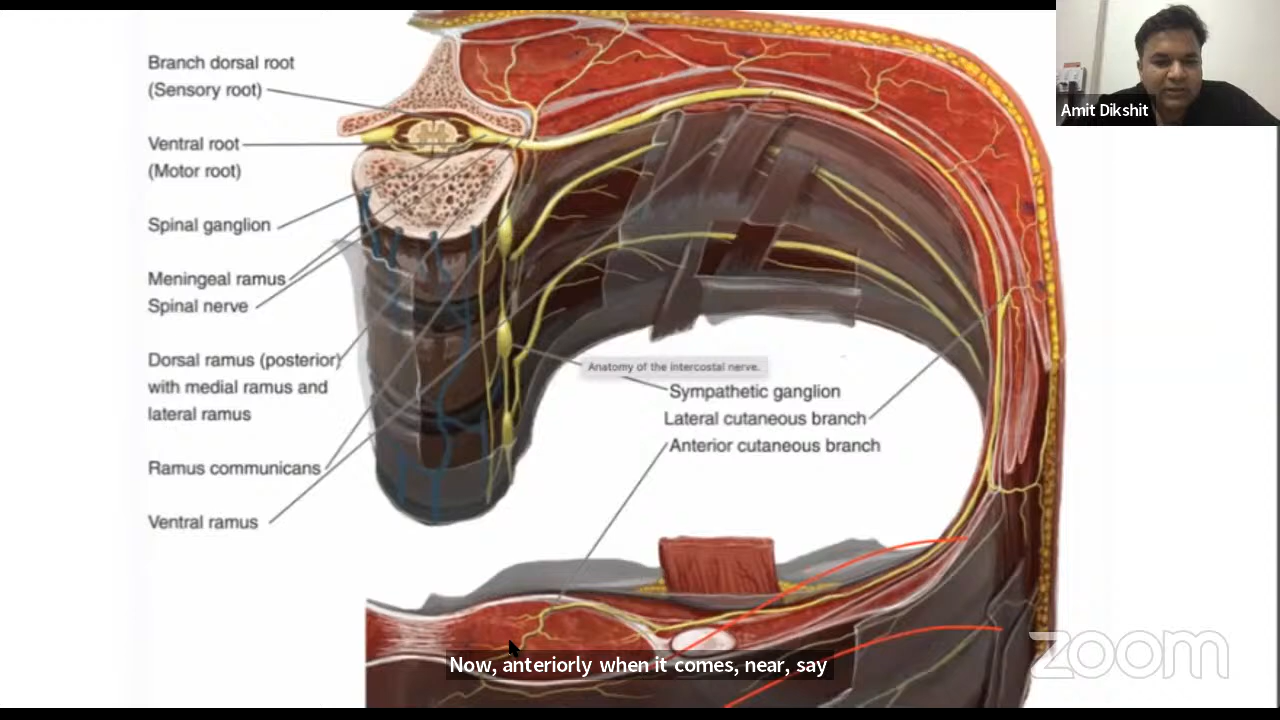 Branch dorsal root
(Sensory root)
Ventral root
(Motor root)
Spinal ganglion
Meningeal ramus
Spinal nerve
Dorsal ramus (posterior)
with medial ramus and
lateral ramus
Ramus communicans
Ventral ramus
Anatomy of the intercostal nerve.
Sympathetic ganglion
Lateral cutaneous branch
Anterior cutaneous branch
Amit Dikshit
Now, anteriorly when it comes, near, say
zoom